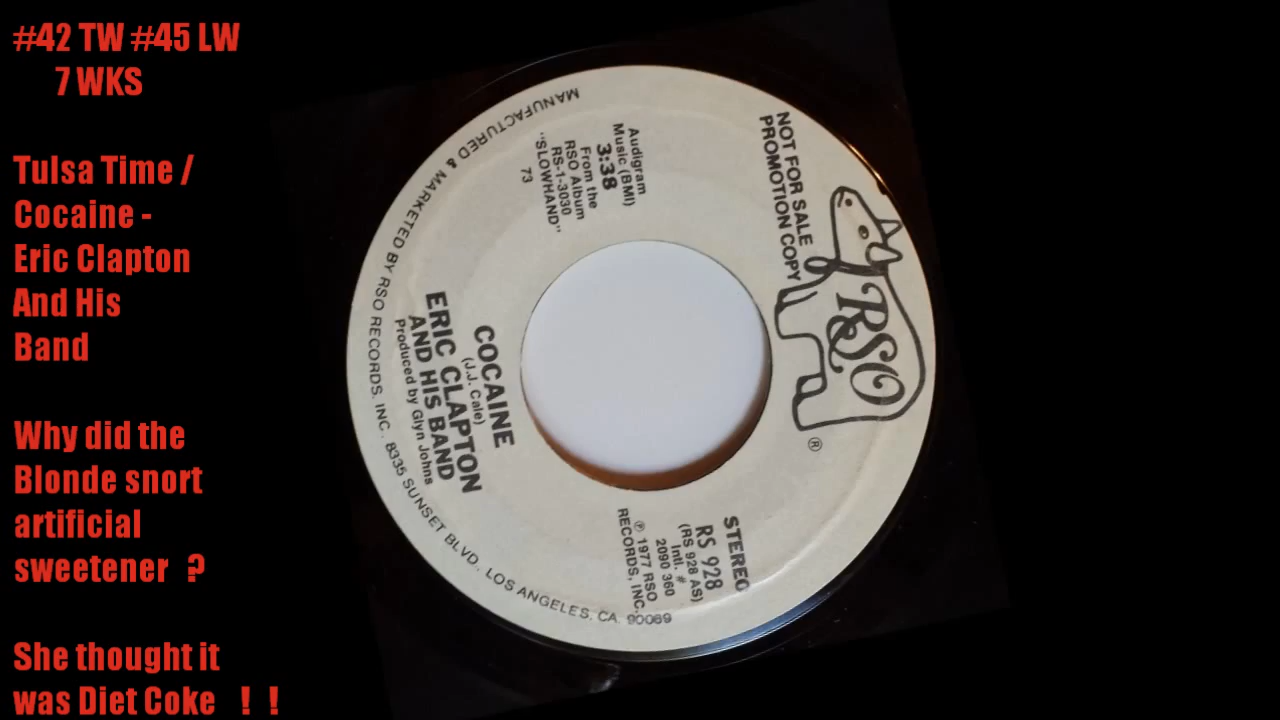 #42 TW #45 LW
7 WKS
Tulsa Time /
Cocaine -
Eric Clapton
And His
Band
Why did the
Blonde snort
artificial
sweetener ?
She thought it
was Diet Coke ! !
NOT FOR SALE
PROMOTION COPY
RSO
®
Audigram
Music (BMI)
3:38
From the
RSO Album
RS-1-3030
"SLOWHAND"
73
COCAINE
(J.J. Cale)
ERIC CLAPTON
AND HIS BAND
Produced by Glyn Johns
STEREO
RS 928
(RS 928 AS)
Intl. #
2090 360
℗ 1977 RSO
RECORDS, INC.
MANUFACTURED & MARKETED BY RSO RECORDS, INC. 8335 SUNSET BLVD., LOS ANGELES, CA. 90069